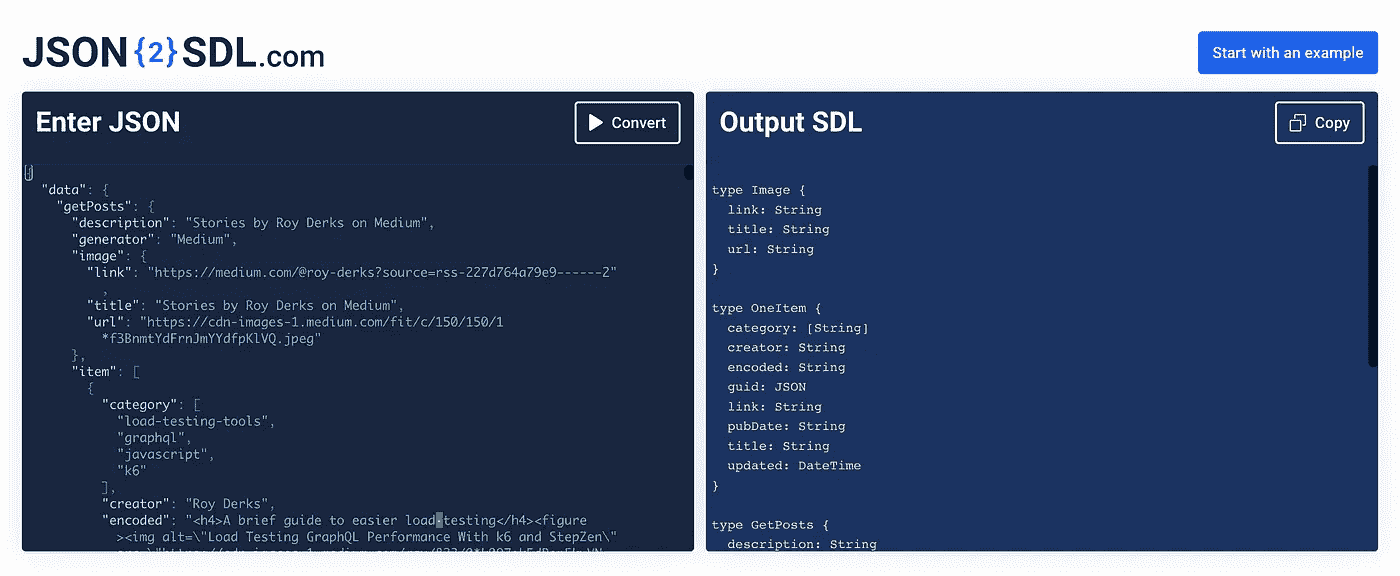 JSON{2}SDL.com
Start with an example
Enter JSON
Convert
{
"data": {
"getPosts": {
"description": "Stories by Roy Derks on Medium",
"generator": "Medium",
"image": {
"link": "https://medium.com/@roy-derks?source=rss-227d764a79e9------2"
,
"title": "Stories by Roy Derks on Medium",
"url": "https://cdn-images-1.medium.com/fit/c/150/150/1
*f3BnmtYdFrnJmYYdfpKlVQ.jpeg"
},
"item": [
{
"category": [
"load-testing-tools",
"graphql",
"javascript",
"k6"
],
"creator": "Roy Derks",
"encoded": "<h4>A brief guide to easier load testing</h4><figure
><img alt=\"Load Testing GraphQL Performance With k6 and StepZen\"
Output SDL
Copy
type Image {
link: String
title: String
url: String
}
type OneItem {
category: [String]
creator: String
encoded: String
guid: JSON
link: String
pubDate: String
title: String
updated: DateTime
}
type GetPosts {
description: String